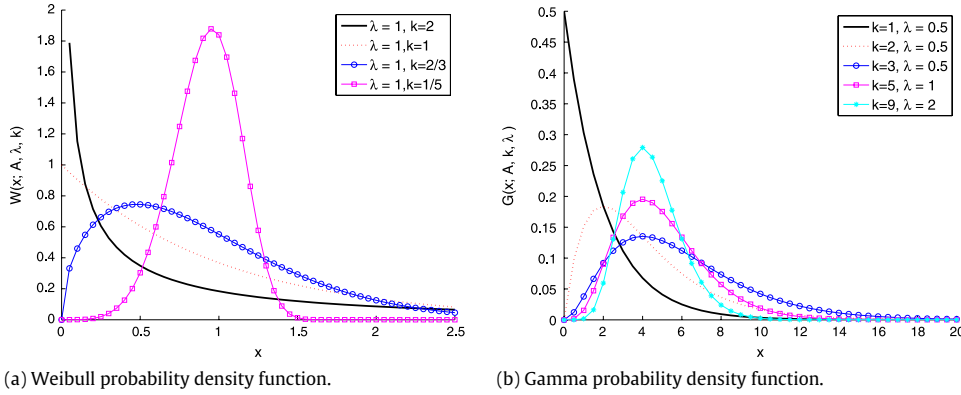 2
1.8
1.6
1.4
1.2
1
0.8
0.6
0.4
0.2
0
0
0.5
1
1.5
2
2.5
x
W(x; A, λ, k)
λ = 1, k=2
λ = 1,k=1
λ = 1, k=2/3
λ = 1,k=1/5
(a) Weibull probability density function.
0.5
0.45
0.4
0.35
0.3
0.25
0.2
0.15
0.1
0.05
0
0
2
4
6
8
10
12
14
16
18
20
x
G(x; A, k, λ )
k=1, λ = 0.5
k=2, λ = 0.5
k=3, λ = 0.5
k=5, λ = 1
k=9, λ = 2
(b) Gamma probability density function.